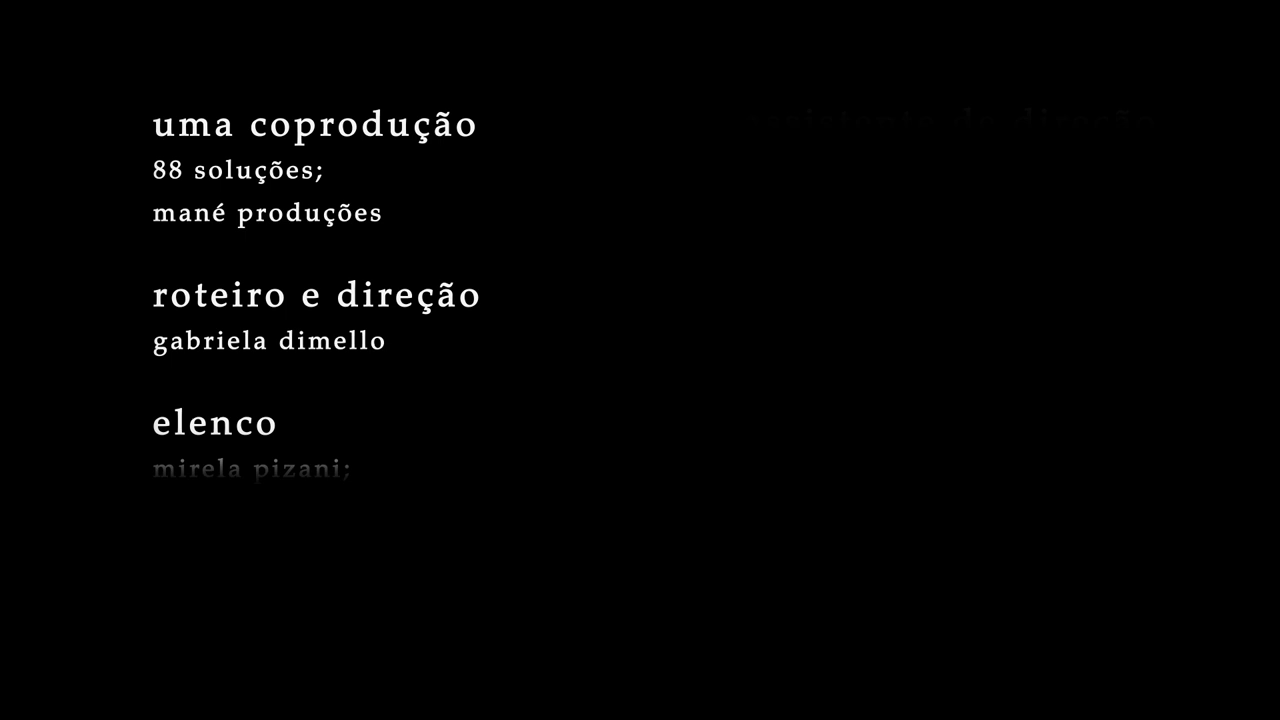 uma coprodução
88 soluções;
mané produções
roteiro e direção
gabriela dimello
elenco
mirela pizani;